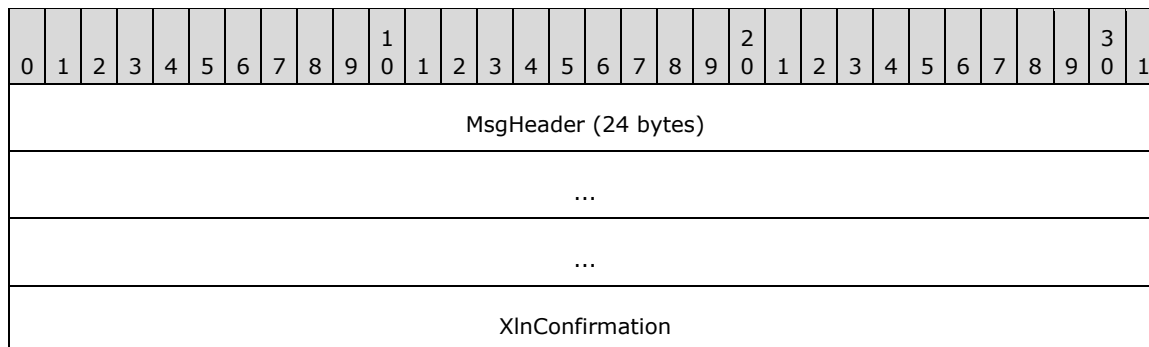 1 2 3
0 1 2 3 4 5 6 7 8 9 0 1 2 3 4 5 6 7 8 9 0 1 2 3 4 5 6 7 8 9 0 1
MsgHeader (24 bytes)
...
...
XlnConfirmation